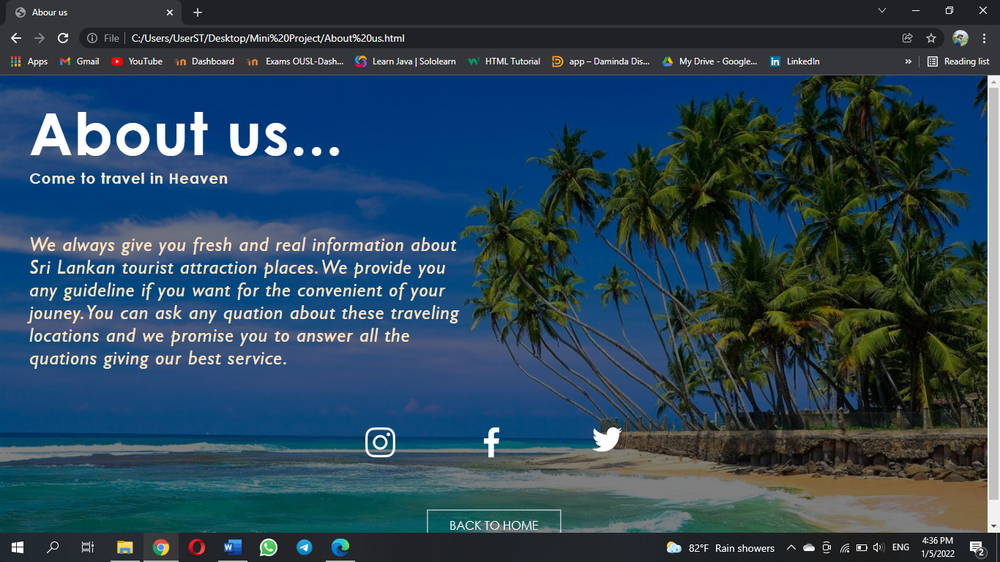 Abour us
File
C:/Users/UserST/Desktop/Mini%20Project/About%20us.html
Apps
Gmail
YouTube
Dashboard
Exams OUSL-Dash...
Learn Java | Sololearn
HTML Tutorial
app – Daminda Dis...
My Drive - Google...
LinkedIn
»
Reading list
About us...
Come to travel in Heaven
We always give you fresh and real information about
Sri Lankan tourist attraction places. We provide you
any guideline if you want for the convenient of your
jouney. You can ask any quation about these traveling
locations and we promise you to answer all the
quations giving our best service.
BACK TO HOME
82°F Rain showers
ENG
4:36 PM
1/5/2022
2